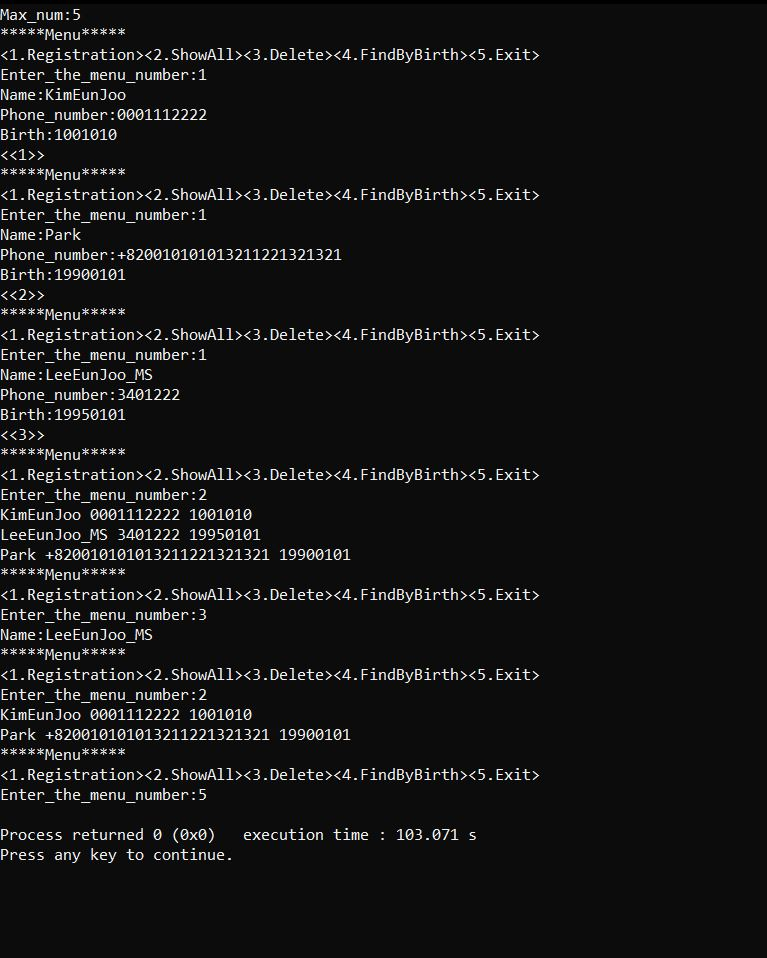 Max_num:5
*****Menu*****
<1.Registration><2.ShowAll><3.Delete><4.FindByBirth><5.Exit>
Enter_the_menu_number:1
Name:KimEunJoo
Phone_number:0001112222
Birth:1001010
<<1>>
*****Menu*****
<1.Registration><2.ShowAll><3.Delete><4.FindByBirth><5.Exit>
Enter_the_menu_number:1
Name:Park
Phone_number:+820010101013211221321321
Birth:19900101
<<2>>
*****Menu*****
<1.Registration><2.ShowAll><3.Delete><4.FindByBirth><5.Exit>
Enter_the_menu_number:1
Name:LeeEunJoo_MS
Phone_number:3401222
Birth:19950101
<<3>>
*****Menu*****
<1.Registration><2.ShowAll><3.Delete><4.FindByBirth><5.Exit>
Enter_the_menu_number:2
KimEunJoo 0001112222 1001010
LeeEunJoo_MS 3401222 19950101
Park +820010101013211221321321 19900101
*****Menu*****
<1.Registration><2.ShowAll><3.Delete><4.FindByBirth><5.Exit>
Enter_the_menu_number:3
Name:LeeEunJoo_MS
*****Menu*****
<1.Registration><2.ShowAll><3.Delete><4.FindByBirth><5.Exit>
Enter_the_menu_number:2
KimEunJoo 0001112222 1001010
Park +820010101013211221321321 19900101
*****Menu*****
<1.Registration><2.ShowAll><3.Delete><4.FindByBirth><5.Exit>
Enter_the_menu_number:5
Process returned 0 (0x0)   execution time : 103.071 s
Press any key to continue.